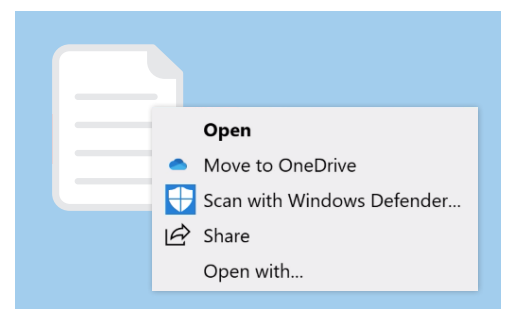 Open
Move to OneDrive
Scan with Windows Defender...
Share
Open with...